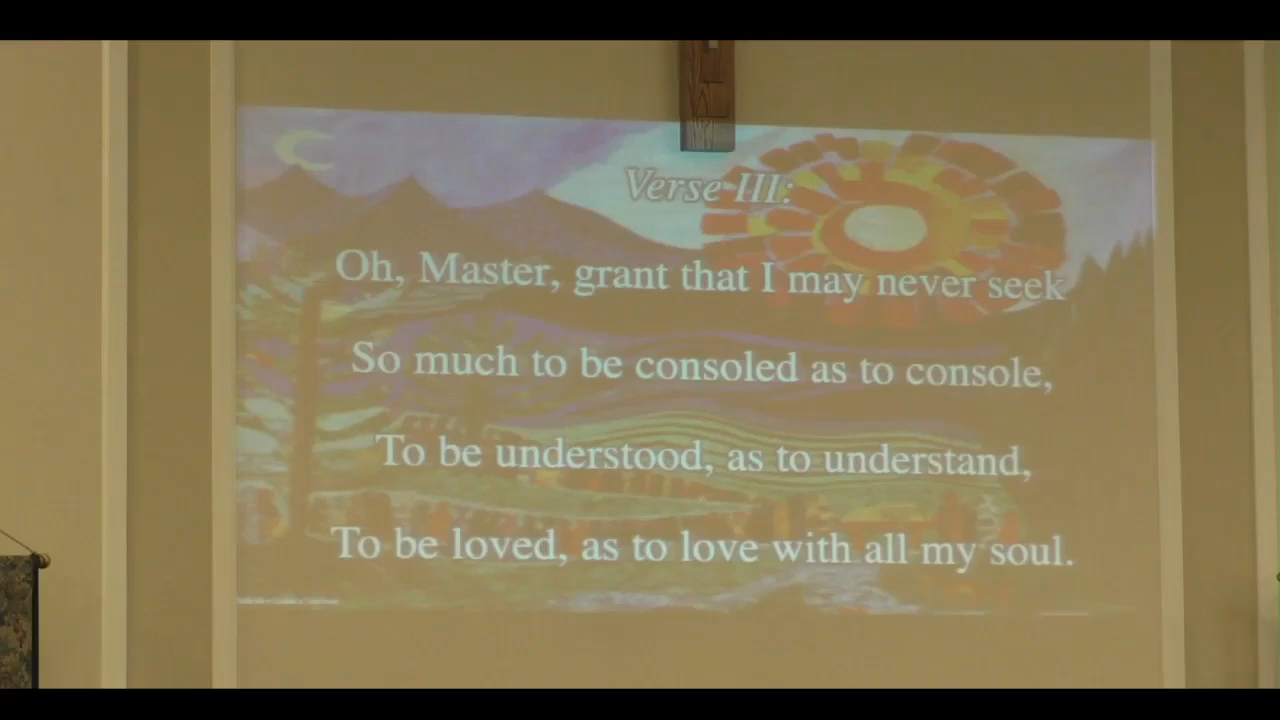 Verse III:
Oh, Master, grant that I may never seek
So much to be consoled as to console,
To be understood, as to understand,
To be loved, as to love with all my soul.